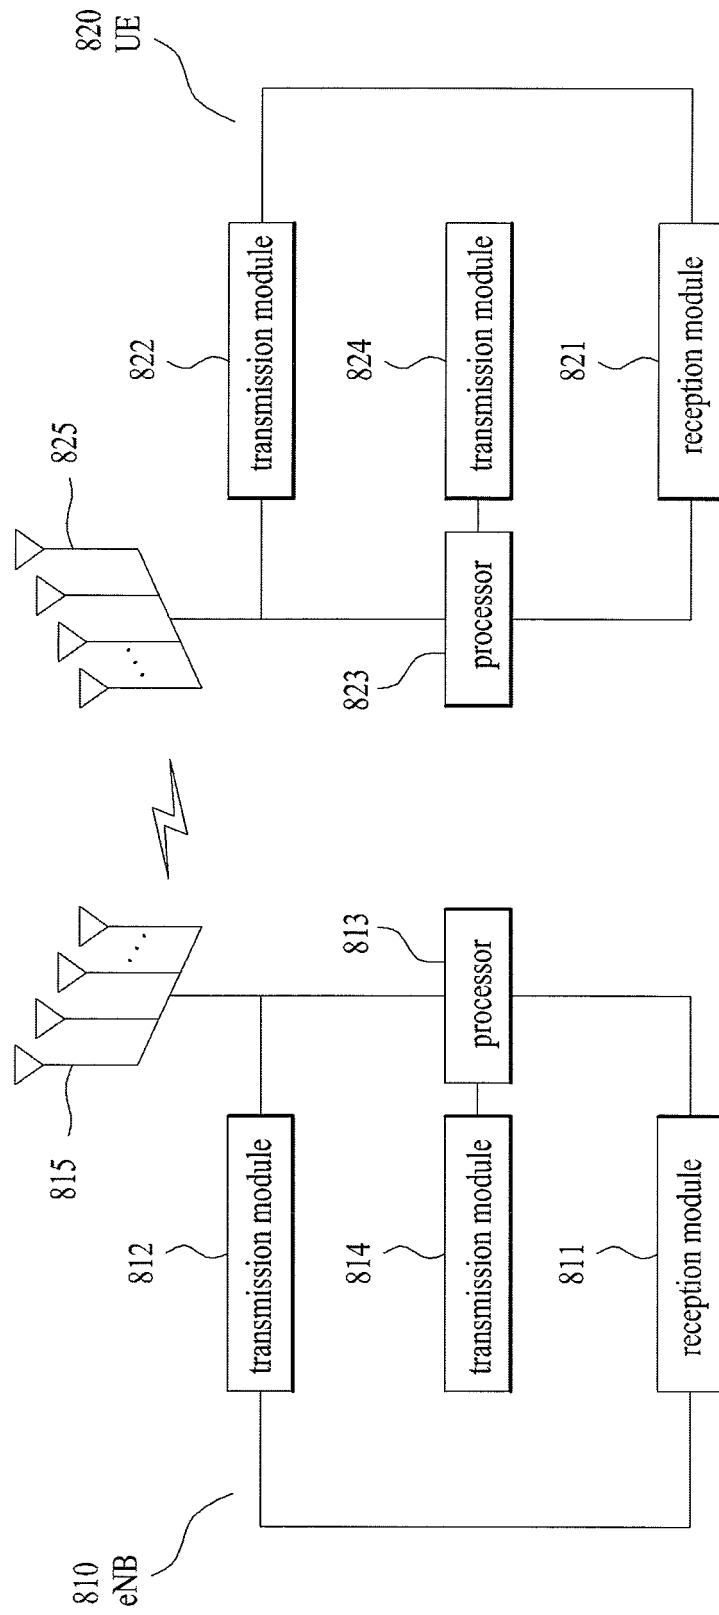 810
eNB
815
812
transmission module
814
transmission module
811
reception module
813
processor
820
UE
825
822
transmission module
823
processor
824
transmission module
821
reception module